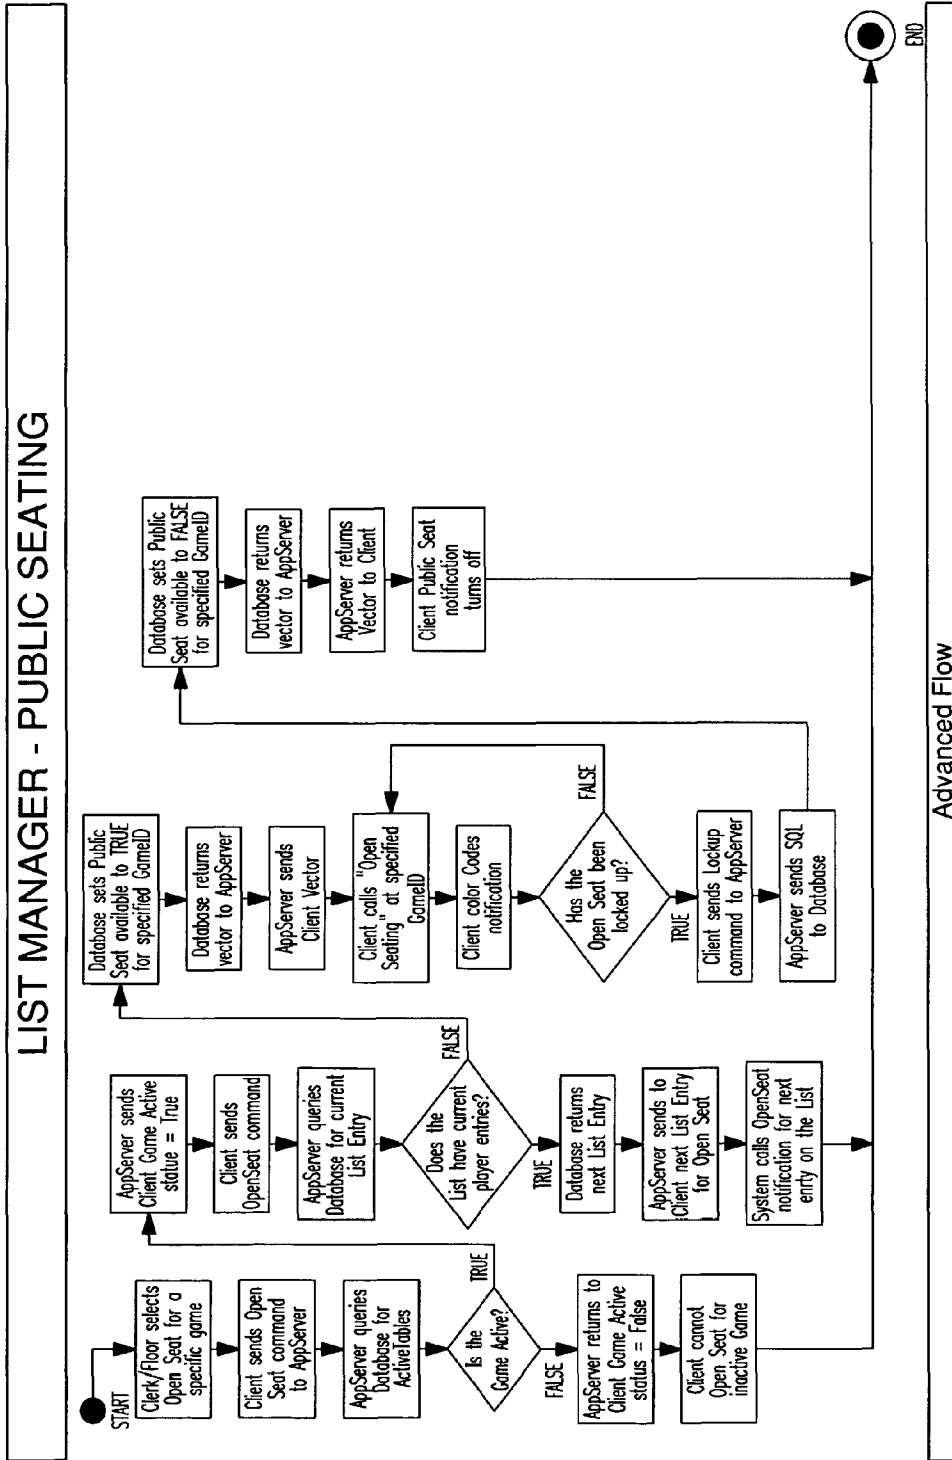 LIST MANAGER - PUBLIC SEATING
START
Clerk/Floor selects
Open Seat for a
specific game
Client sends Open
Seat command
to AppServer
AppServer queries
Database for
ActiveTables
Is the
Game Active?
TRUE
FALSE
AppServer returns to
Client Game Active
status = False
Client cannot
Open Seat for
inactive Game
AppServer sends
Client Game Active
statue = True
Client sends
OpenSeat command
AppServer queries
Database for current
List Entry
Does the
List have current
player entries?
FALSE
TRUE
Database returns
next List Entry
AppServer sends to
Client next List Entry
for Open Seat
System calls OpenSeat
notification for next
entity on the List
Database sets Public
Seat available to TRUE
for specified GameID
Database returns
vector to AppServer
AppServer sends
Client Vector
Client calls "Open
Seating" at specified
GameID
Client color Codes
notification
Has the
Open Seat been
locked up?
FALSE
TRUE
Client sends Lockup
command to AppServer
AppServer sends SQL
to Database
Database sets Public
Seat available to FALSE
for specified GameID
Database returns
vector to AppServer
AppServer returns
Vector to Client
Client Public Seat
notification
turns off
END
Advanced Flow